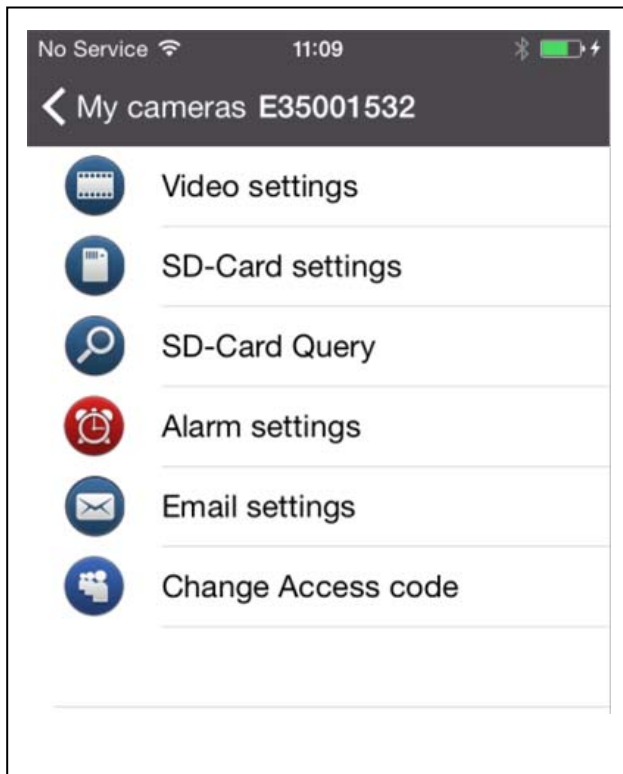 No Service 11:09
My cameras E35001532
Video settings
SD-Card settings
SD-Card Query
Alarm settings
Email settings
Change Access code